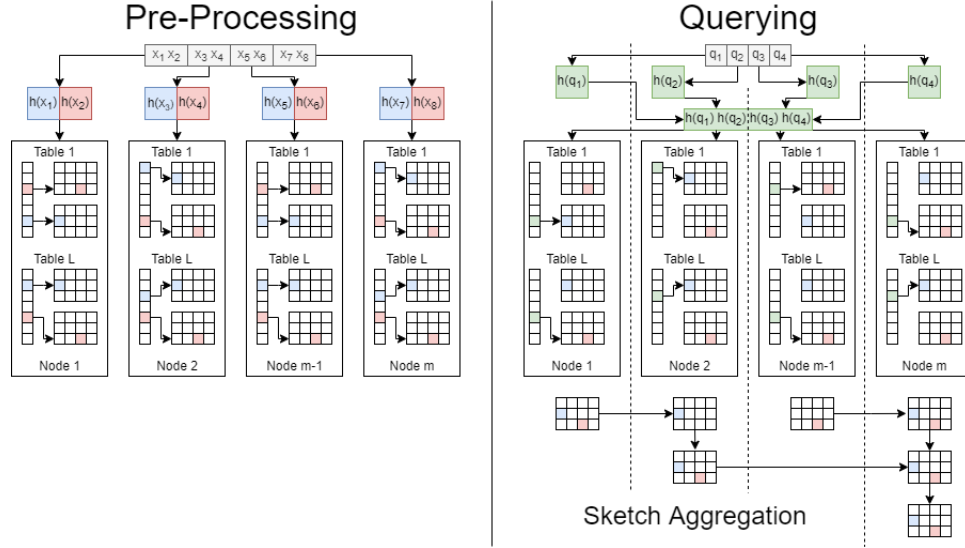 Pre-Processing
x1 x2 x3 x4 x5 x6 x7 x8
h(x1) h(x2) h(x3) h(x4) h(x5) h(x6) h(x7) h(x8)
Table 1 Table 1 Table 1 Table 1
Table L Table L Table L Table L
Node 1 Node 2 Node m-1 Node m
Querying
q1 q2 q3 q4
h(q1) h(q2) h(q3) h(q4)
h(q1) h(q2) h(q3) h(q4)
Table 1 Table 1 Table 1 Table 1
Table L Table L Table L Table L
Node 1 Node 2 Node m-1 Node m
Sketch Aggregation